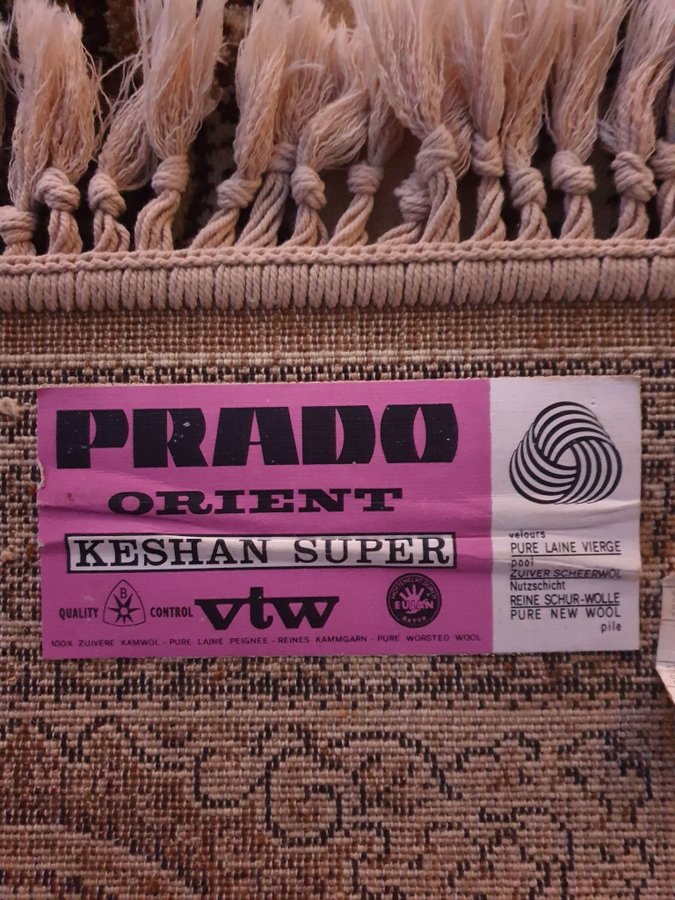 PRADO
ORIENT
KESHAN SUPER
QUALITY B CONTROL vtw EULAN
BAYER
100% ZUIVERE KAMWOL - PURE LAINE PEIGNEE - REINES KAMMGARN - PURE WORSTED WOOL
velours
PURE LAINE VIERGE
pool
ZUIVER SCHEERWOL
Nutzschicht
REINE SCHUR-WOLLE
PURE NEW WOOL
pile